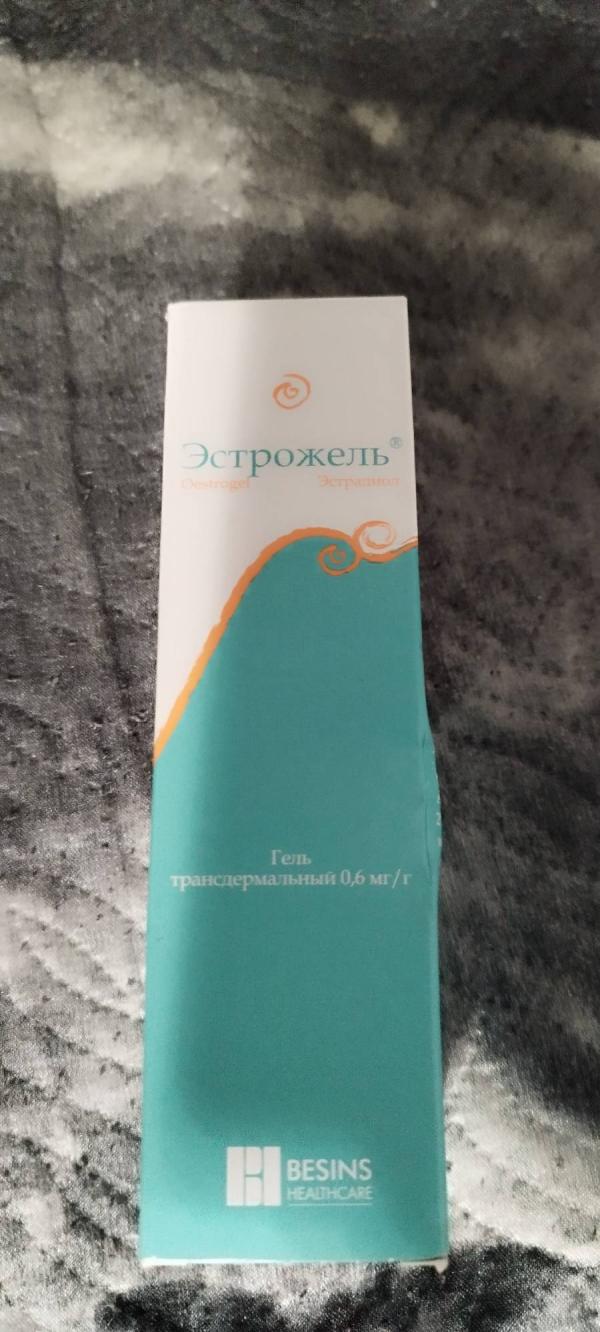 Эстрожель®
Oestrogel Эстрадиол
Гель
трансдермальный 0,6 мг/г
BESINS
HEALTHCARE